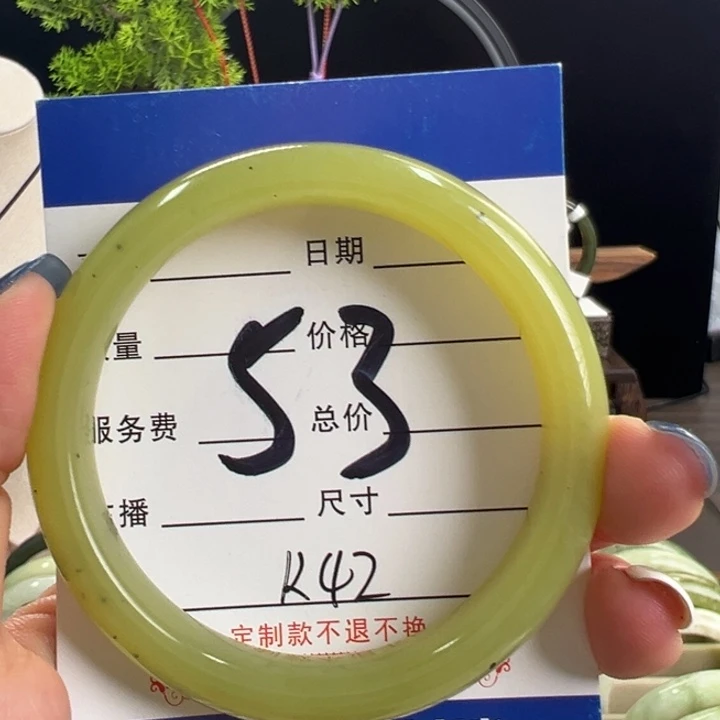 日期
量 价格
53
服务费 总价
播 尺寸
K42
定制款不退不换